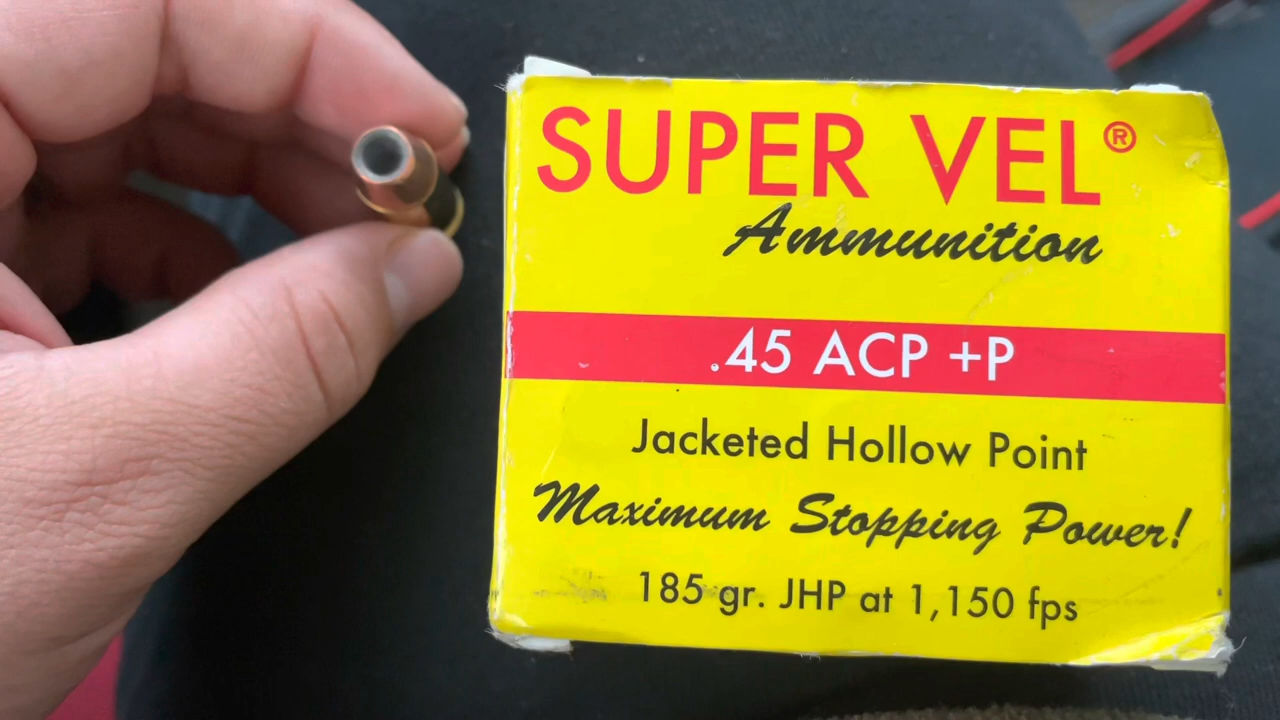 SUPER VEL®
Ammunition
.45 ACP +P
Jacketed Hollow Point
Maximum Stopping Power!
185 gr. JHP at 1,150 fps